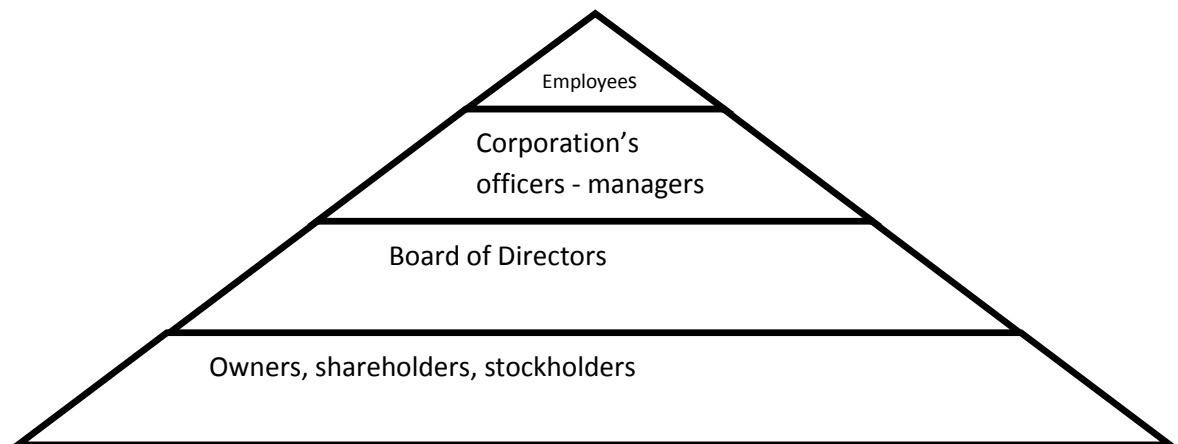 Employees
Corporation’s
officers - managers
Board of Directors
Owners, shareholders, stockholders